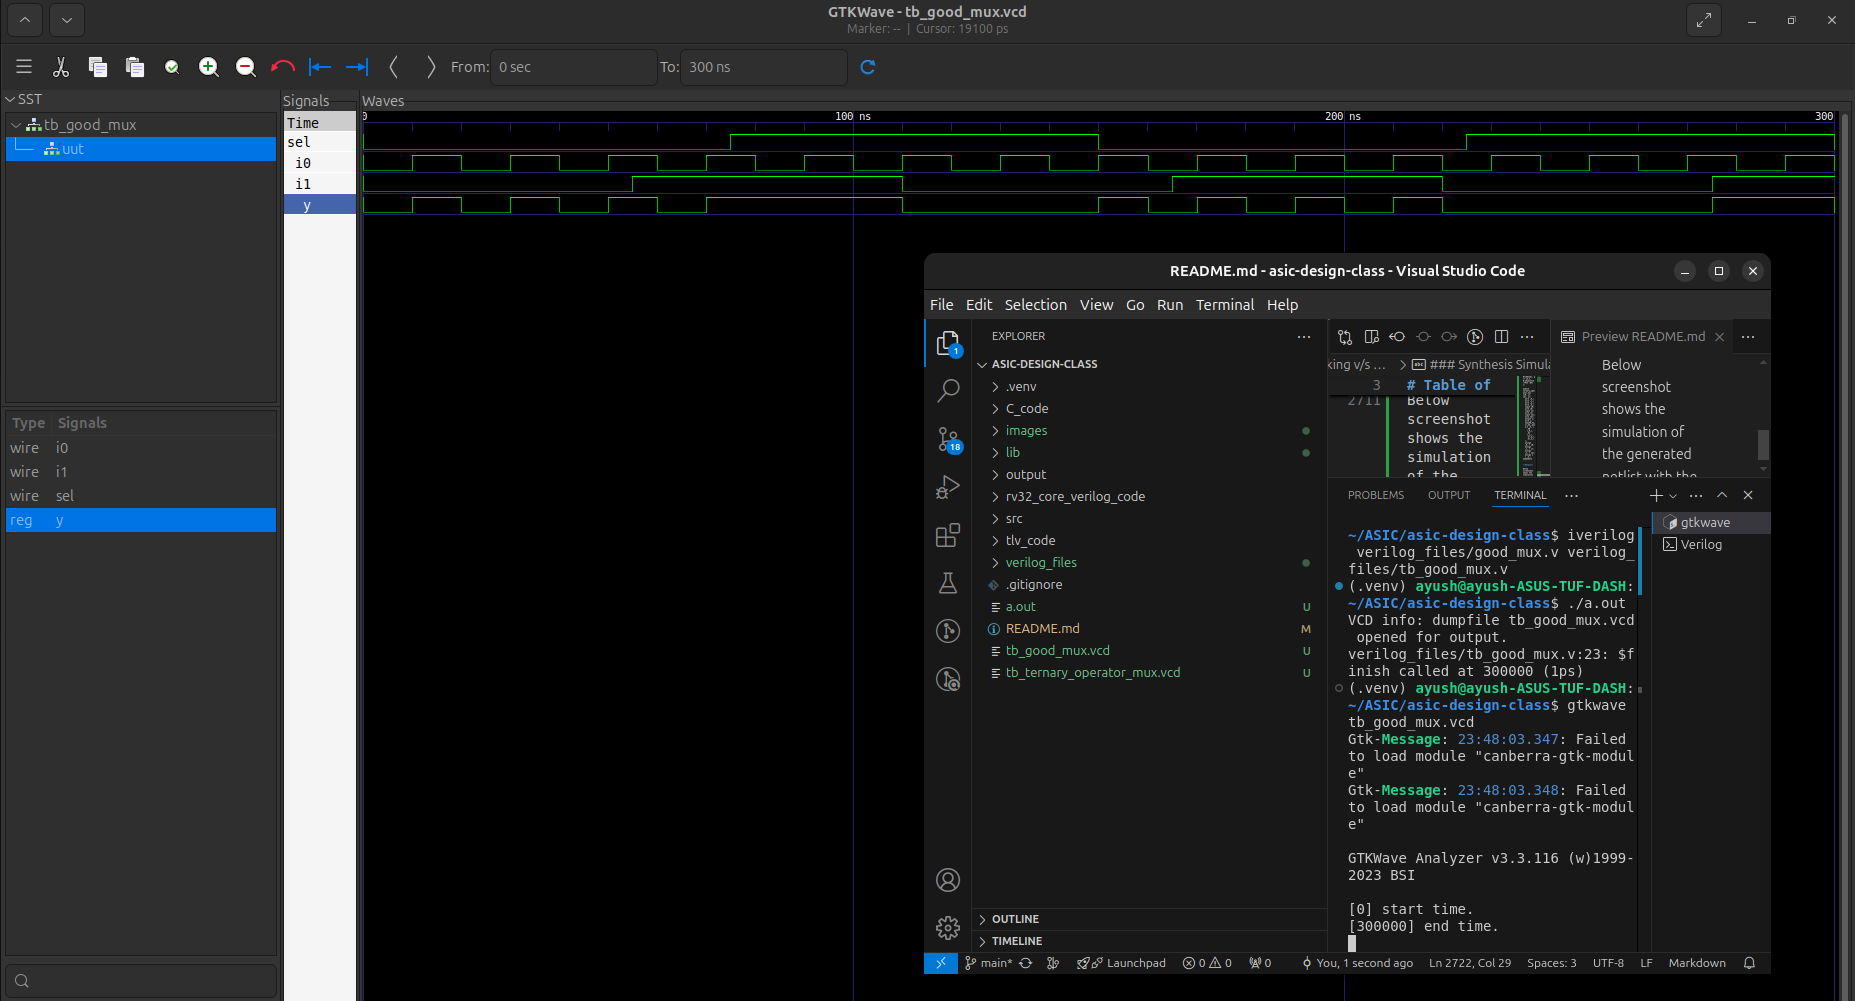 GTKWave - tb_good_mux.vcd
Marker: -- | Cursor: 19100 ps
From:
0 sec
To:
300 ns
SST
tb_good_mux
uut
Type Signals
wire i0
wire i1
wire sel
reg y
Signals
Time
sel
i0
i1
y
Waves
0 100 ns 200 ns 300
README.md - asic-design-class - Visual Studio Code
File Edit Selection View Go Run Terminal Help
1
18
EXPLORER
ASIC-DESIGN-CLASS
.venv
C_code
images
lib
output
rv32_core_verilog_code
src
tlv_code
verilog_files
.gitignore
a.out U
README.md M
tb_good_mux.vcd U
tb_ternary_operator_mux.vcd U
OUTLINE
TIMELINE
king v/s ... > ### Synthesis Simula
3 # Table of
2711 Below
screenshot
shows the
simulation
of the
Preview README.md
Below
screenshot
shows the
simulation of
the generated
netlist with the
PROBLEMS OUTPUT TERMINAL
gtkwave
Verilog
~/ASIC/asic-design-class$ iverilog
verilog_files/good_mux.v verilog_
files/tb_good_mux.v
(.venv) ayush@ayush-ASUS-TUF-DASH:
~/ASIC/asic-design-class$ ./a.out
VCD info: dumpfile tb_good_mux.vcd
opened for output.
verilog_files/tb_good_mux.v:23: $f
inish called at 300000 (1ps)
(.venv) ayush@ayush-ASUS-TUF-DASH:
~/ASIC/asic-design-class$ gtkwave
tb_good_mux.vcd
Gtk-Message: 23:48:03.347: Failed
to load module "canberra-gtk-modul
e"
Gtk-Message: 23:48:03.348: Failed
to load module "canberra-gtk-modul
e"
GTKWave Analyzer v3.3.116 (w)1999-
2023 BSI
[0] start time.
[300000] end time.
main* Launchpad 0 0 0 You, 1 second ago Ln 2722, Col 29 Spaces: 3 UTF-8 LF Markdown